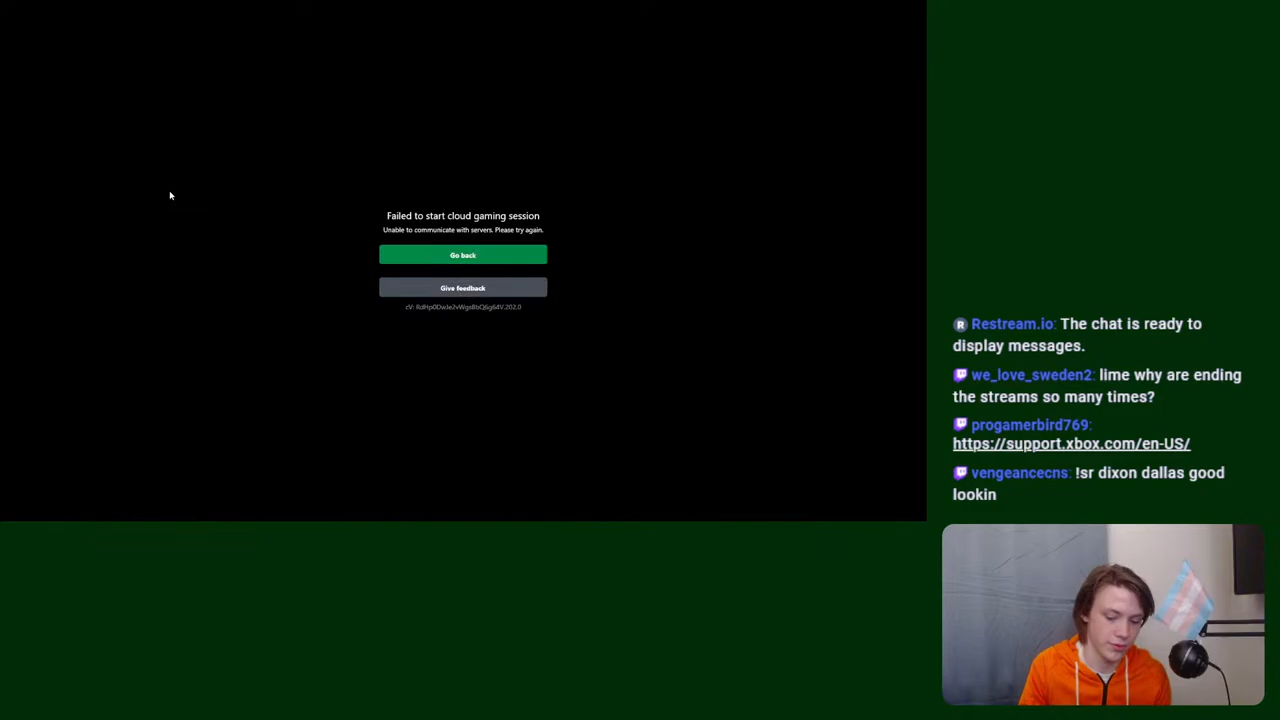 Failed to start cloud gaming session
Unable to communicate with servers. Please try again.
Go back
Give feedback
R Restream.io: The chat is ready to
display messages.
we_love_sweden2: lime why are ending
the streams so many times?
progamerbird769:
https://support.xbox.com/en-US/
vengeancecns: !sr dixon dallas good
lookin